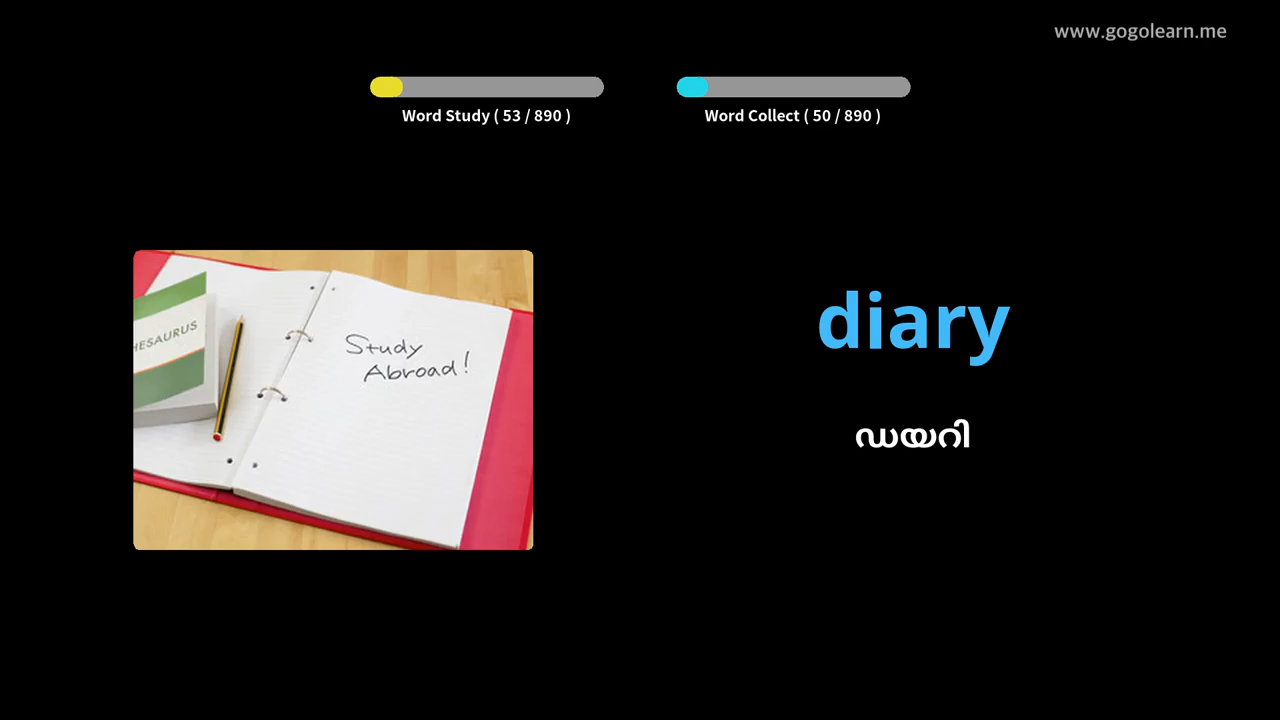 www.gogolearn.me
Word Study ( 53 / 890 )
Word Collect ( 50 / 890 )
HESAURUS
Study
Abroad!
diary
ഡയറി